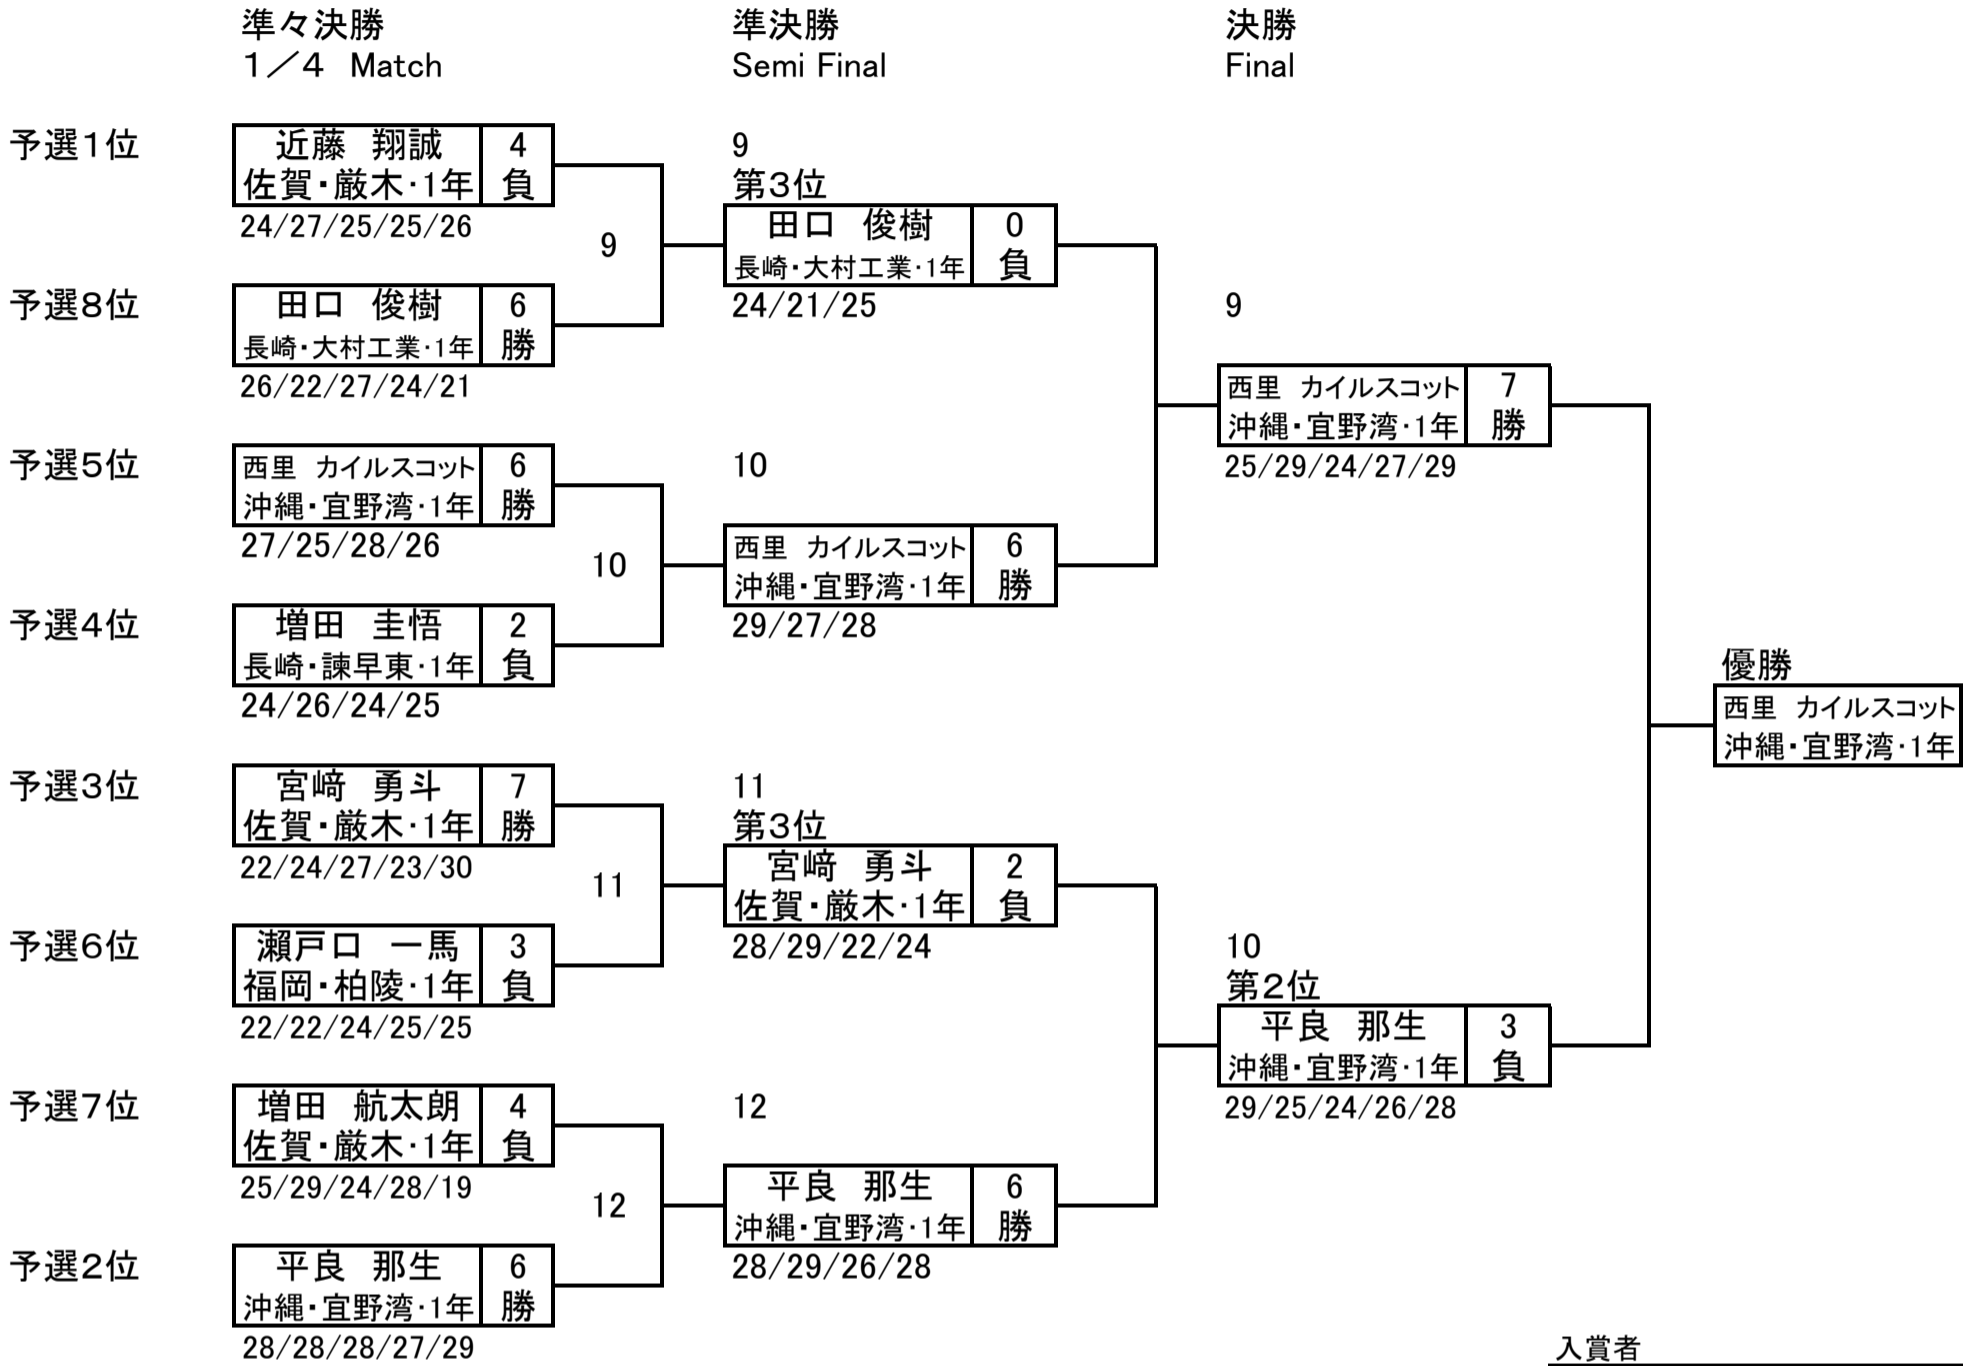 準々決勝 準決勝 決勝
1／4 Match Semi Final Final
予選1位
近藤 翔誠 4
佐賀・厳木・1年 負
24/27/25/25/26
9
予選8位
田口 俊樹 6
長崎・大村工業・1年 勝
26/22/27/24/21
予選5位
西里 カイルスコット 6
沖縄・宜野湾・1年 勝
27/25/28/26
10
予選4位
増田 圭悟 2
長崎・諫早東・1年 負
24/26/24/25
予選3位
宮﨑 勇斗 7
佐賀・厳木・1年 勝
22/24/27/23/30
11
予選6位
瀬戸口 一馬 3
福岡・柏陵・1年 負
22/22/24/25/25
予選7位
増田 航太朗 4
佐賀・厳木・1年 負
25/29/24/28/19
12
予選2位
平良 那生 6
沖縄・宜野湾・1年 勝
28/28/28/27/29
9
第3位
田口 俊樹 0
長崎・大村工業・1年 負
24/21/25
10
西里 カイルスコット 6
沖縄・宜野湾・1年 勝
29/27/28
11
第3位
宮﨑 勇斗 2
佐賀・厳木・1年 負
28/29/22/24
12
平良 那生 6
沖縄・宜野湾・1年 勝
28/29/26/28
9
西里 カイルスコット 7
沖縄・宜野湾・1年 勝
25/29/24/27/29
10
第2位
平良 那生 3
沖縄・宜野湾・1年 負
29/25/24/26/28
優勝
西里 カイルスコット
沖縄・宜野湾・1年
入賞者